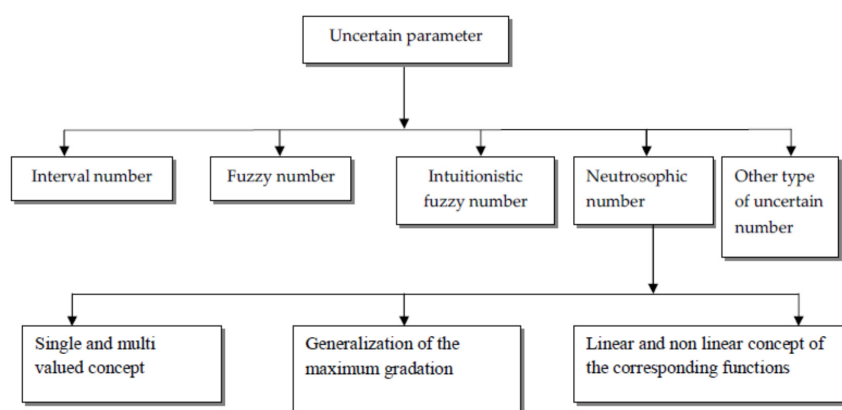 Uncertain parameter
Interval number
Fuzzy number
Intuitionistic
fuzzy number
Neutrosophic
number
Other type
of uncertain
number
Single and multi
valued concept
Generalization of the
maximum gradation
Linear and non linear concept of
the corresponding functions